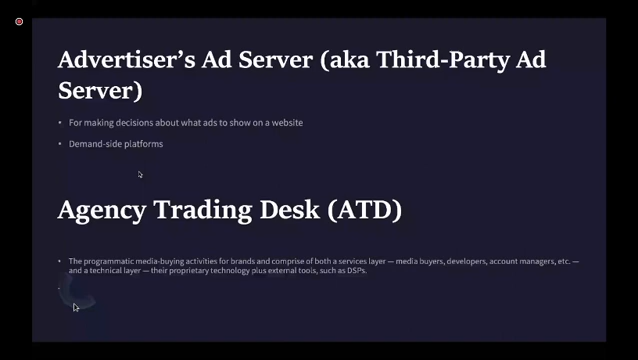 Advertiser’s Ad Server (aka Third-Party Ad
Server)
• For making decisions about what ads to show on a website
• Demand-side platforms
Agency Trading Desk (ATD)
• The programmatic media-buying activities for brands and comprise of both a services layer — media buyers, developers, account managers, etc. —
and a technical layer — their proprietary technology plus external tools, such as DSPs.